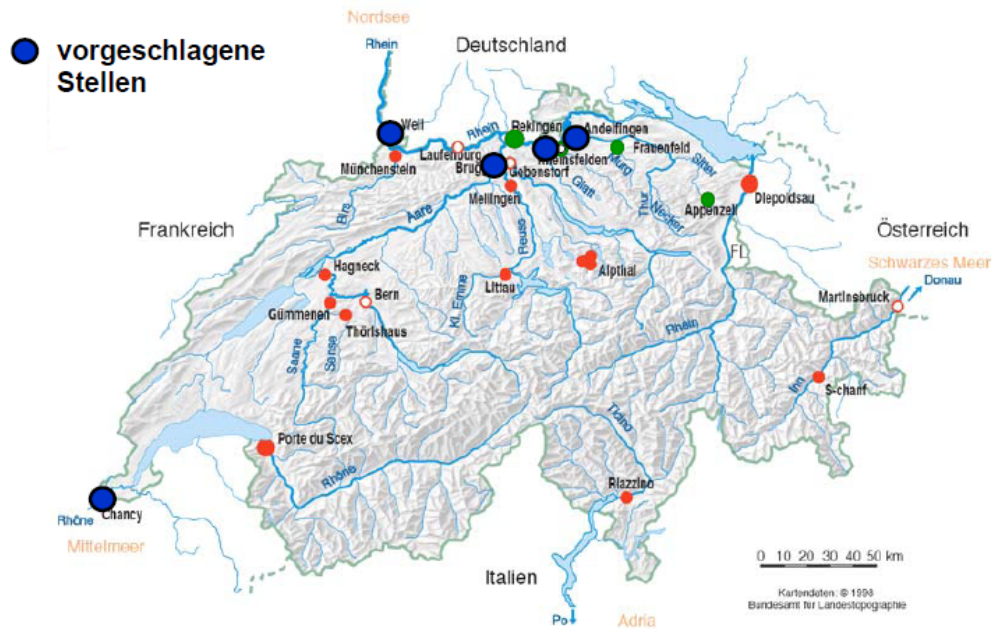 Nordsee
vorgeschlagene
Stellen
Rhein
Deutschland
Weil
Rhein
Rekingen
Andelfingen
Laufenburg
Rheinsfelden
Frauenfeld
Brugg
Gebenstorf
Münchenstein
Murg
Sitter
Mellingen
Glatt
Thur
Necker
Appenzell
Diepoldsau
Birs
Aare
Reuss
Frankreich
FL
Österreich
Hagneck
Alpthal
Schwarzes Meer
Donau
Littau
Kl. Emme
Bern
Martinsbruck
Gümmenen
Thörishaus
Rhein
Saane
Sense
Inn
S-chanf
Ticino
Porte du Scex
Rhône
Riazzino
Rhône
Chancy
Mittelmeer
0 10 20 30 40 50 km
Italien
Kartendaten: © 1998
Bundesamt für Landestopographie
Po
Adria